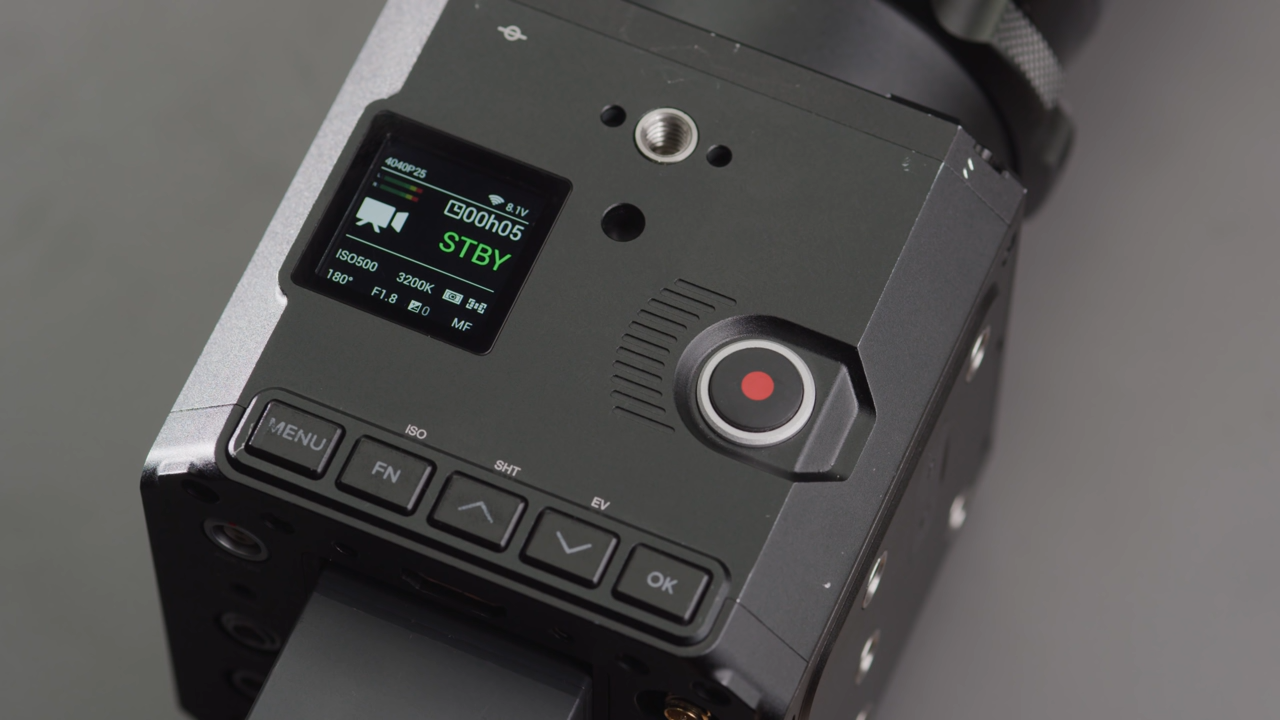 4040P25
8.1V
00h05
STBY
ISO500
3200K
180°
F1.8
0
MF
ISO
SHT
EV
MENU
FN
OK